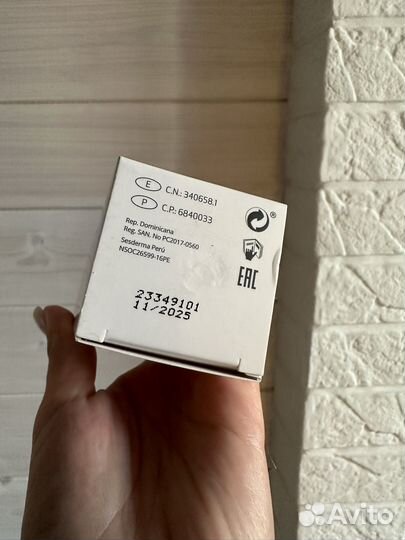 E C.N.: 340658.1
P C.P.: 6840033
Rep. Dominicana
Reg. SAN. No PC2017-0560
Sesderma Perú
NSOC26599-16PE
®
EAC
23349101
11/2025
Avito